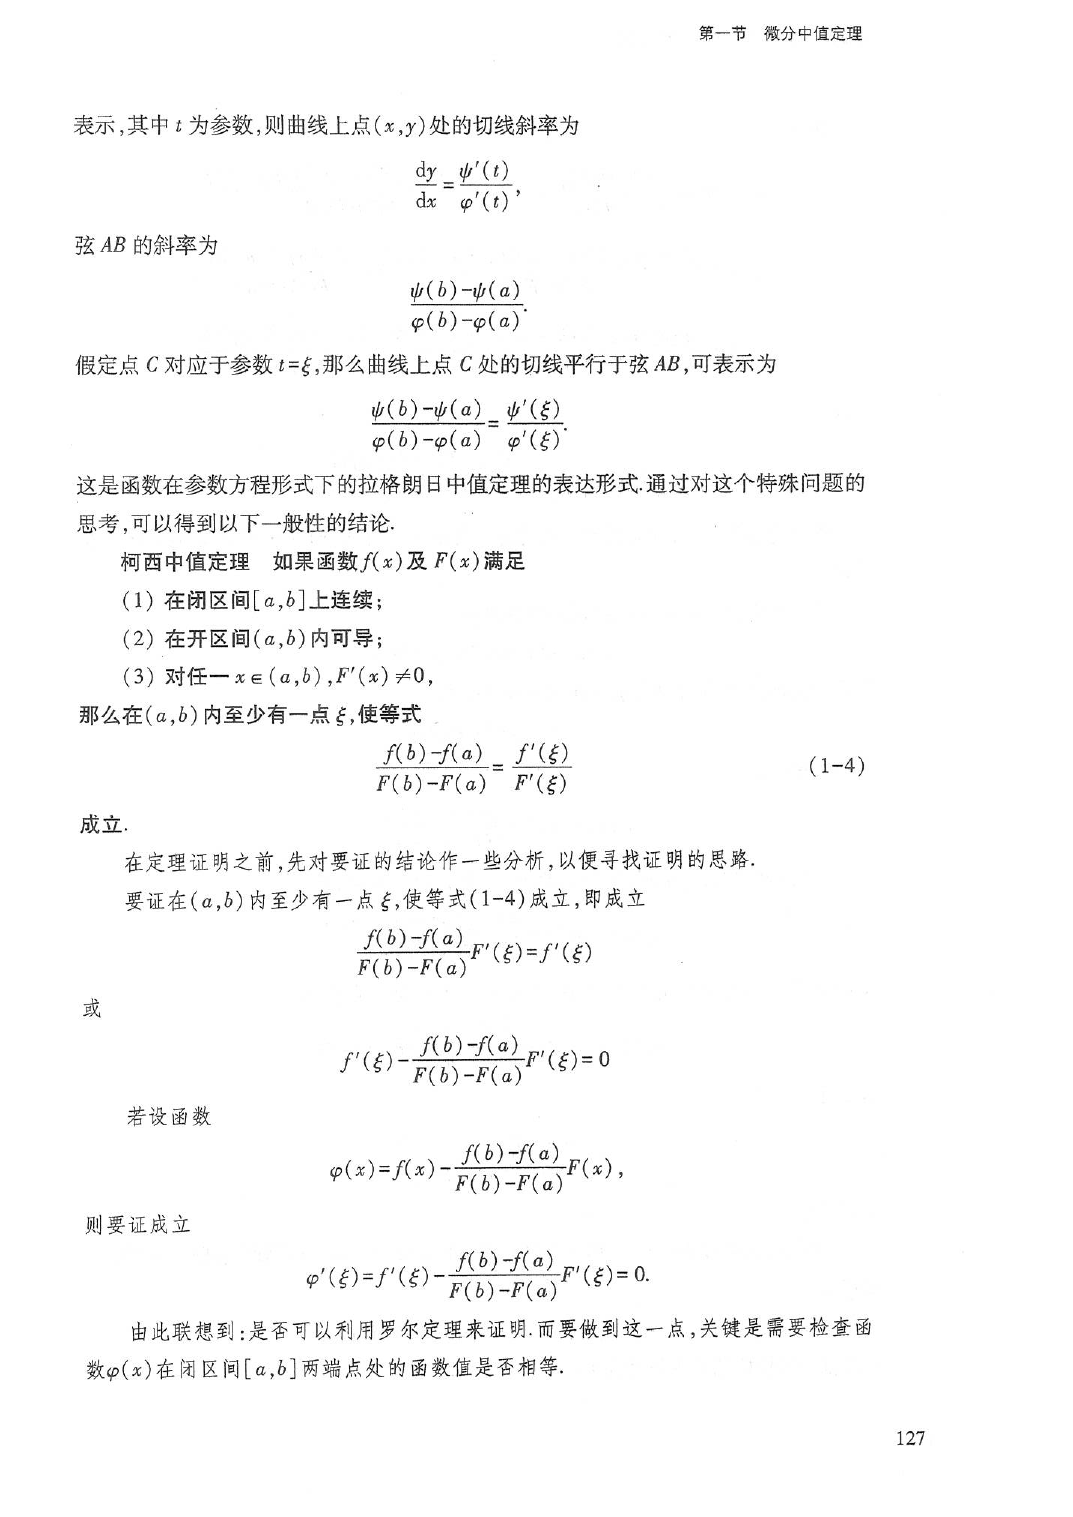 第一节 微分中值定理
表示,其中 t 为参数,则曲线上点(x,y)处的切线斜率为
dy/dx=ψ′(t)/φ′(t),
弦 AB 的斜率为
(ψ(b)-ψ(a))/(φ(b)-φ(a)).
假定点 C 对应于参数 t=ξ,那么曲线上点 C 处的切线平行于弦 AB,可表示为
(ψ(b)-ψ(a))/(φ(b)-φ(a))=ψ′(ξ)/φ′(ξ).
这是函数在参数方程形式下的拉格朗日中值定理的表达形式.通过对这个特殊问题的
思考,可以得到以下一般性的结论.
柯西中值定理 如果函数f(x)及 F(x)满足
(1) 在闭区间[a,b]上连续;
(2) 在开区间(a,b)内可导;
(3) 对任一 x∈(a,b),F′(x)≠0,
那么在(a,b)内至少有一点 ξ,使等式
(f(b)-f(a))/(F(b)-F(a))=f′(ξ)/F′(ξ) (1-4)
成立.
在定理证明之前,先对要证的结论作一些分析,以便寻找证明的思路.
要证在(a,b)内至少有一点 ξ,使等式(1-4)成立,即成立
(f(b)-f(a))/(F(b)-F(a))F′(ξ)=f′(ξ)
或
f′(ξ)-(f(b)-f(a))/(F(b)-F(a))F′(ξ)=0
若设函数
φ(x)=f(x)-(f(b)-f(a))/(F(b)-F(a))F(x),
则要证成立
φ′(ξ)=f′(ξ)-(f(b)-f(a))/(F(b)-F(a))F′(ξ)=0.
由此联想到:是否可以利用罗尔定理来证明.而要做到这一点,关键是需要检查函
数φ(x)在闭区间[a,b]两端点处的函数值是否相等.
127